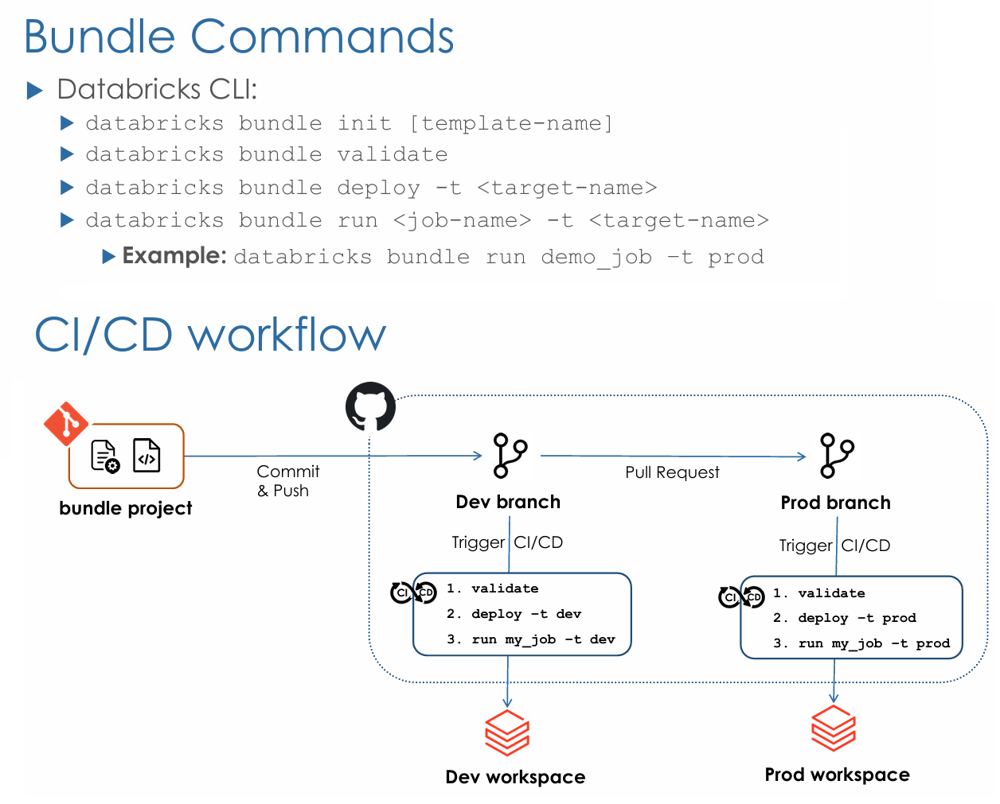 Bundle Commands
Databricks CLI:
databricks bundle init [template-name]
databricks bundle validate
databricks bundle deploy -t <target-name>
databricks bundle run <job-name> -t <target-name>
Example: databricks bundle run demo_job –t prod
CI/CD workflow
Commit
& Push
bundle project
Pull Request
Dev branch
Prod branch
Trigger CI/CD
Trigger CI/CD
CI CD
1. validate
2. deploy –t dev
3. run my_job –t dev
CI CD
1. validate
2. deploy –t prod
3. run my_job –t prod
Dev workspace
Prod workspace